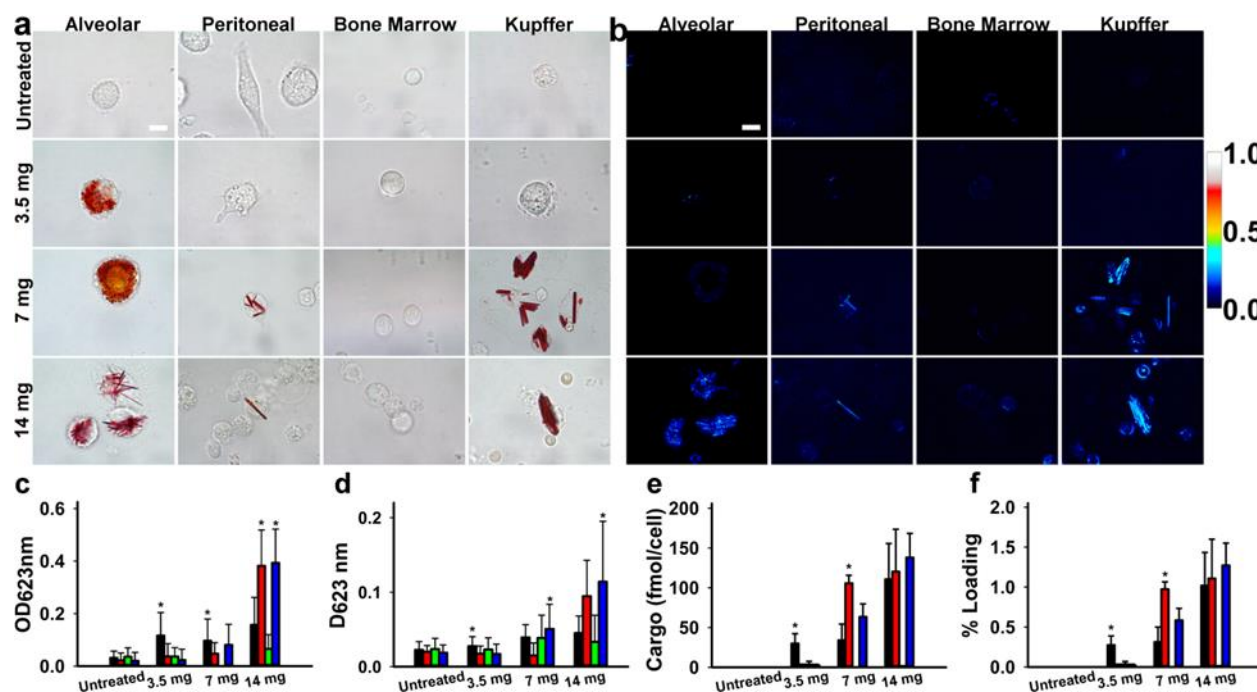 a Alveolar Peritoneal Bone Marrow Kupffer
b Alveolar Peritoneal Bone Marrow Kupffer
Untreated
3.5 mg
7 mg
14 mg
1.0
0.5
0.0
c
OD623nm
0.6
0.4
0.2
0.0
* * * *
Untreated 3.5 mg 7 mg 14 mg
d
D623 nm
0.2
0.1
0.0
* * *
Untreated 3.5 mg 7 mg 14 mg
e
Cargo (fmol/cell)
200
150
100
50
0
* *
Untreated 3.5 mg 7 mg 14 mg
f
% Loading
2.0
1.5
1.0
0.5
0.0
* *
Untreated 3.5 mg 7 mg 14 mg